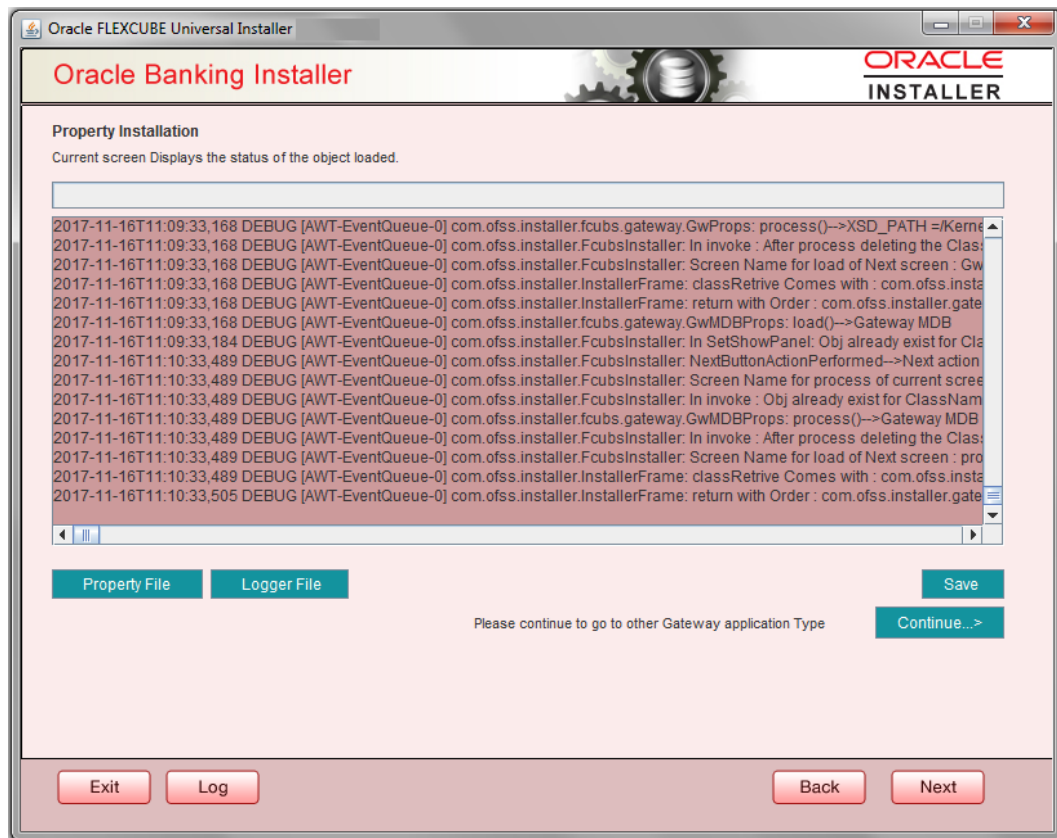 Oracle FLEXCUBE Universal Installer
Oracle Banking Installer
ORACLE
INSTALLER
Property Installation
Current screen Displays the status of the object loaded.
2017-11-16T11:09:33,168 DEBUG [AWT-EventQueue-0] com.ofss.installer.fcubs.gateway.GwProps: process()-->XSD_PATH =/Kerne
2017-11-16T11:09:33,168 DEBUG [AWT-EventQueue-0] com.ofss.installer.FcubsInstaller: In invoke : After process deleting the Clas
2017-11-16T11:09:33,168 DEBUG [AWT-EventQueue-0] com.ofss.installer.FcubsInstaller: Screen Name for load of Next screen : Gw
2017-11-16T11:09:33,168 DEBUG [AWT-EventQueue-0] com.ofss.installer.InstallerFrame: classRetrive Comes with : com.ofss.insta
2017-11-16T11:09:33,168 DEBUG [AWT-EventQueue-0] com.ofss.installer.InstallerFrame: return with Order : com.ofss.installer.gate
2017-11-16T11:09:33,168 DEBUG [AWT-EventQueue-0] com.ofss.installer.fcubs.gateway.GwMDBProps: load()-->Gateway MDB
2017-11-16T11:09:33,184 DEBUG [AWT-EventQueue-0] com.ofss.installer.FcubsInstaller: In SetShowPanel: Obj already exist for Cla
2017-11-16T11:10:33,489 DEBUG [AWT-EventQueue-0] com.ofss.installer.FcubsInstaller: NextButtonActionPerformed-->Next action
2017-11-16T11:10:33,489 DEBUG [AWT-EventQueue-0] com.ofss.installer.FcubsInstaller: Screen Name for process of current scree
2017-11-16T11:10:33,489 DEBUG [AWT-EventQueue-0] com.ofss.installer.FcubsInstaller: In invoke : Obj already exist for ClassNam
2017-11-16T11:10:33,489 DEBUG [AWT-EventQueue-0] com.ofss.installer.fcubs.gateway.GwMDBProps: process()-->Gateway MDB
2017-11-16T11:10:33,489 DEBUG [AWT-EventQueue-0] com.ofss.installer.FcubsInstaller: In invoke : After process deleting the Clas
2017-11-16T11:10:33,489 DEBUG [AWT-EventQueue-0] com.ofss.installer.FcubsInstaller: Screen Name for load of Next screen : pro
2017-11-16T11:10:33,489 DEBUG [AWT-EventQueue-0] com.ofss.installer.InstallerFrame: classRetrive Comes with : com.ofss.insta
2017-11-16T11:10:33,505 DEBUG [AWT-EventQueue-0] com.ofss.installer.InstallerFrame: return with Order : com.ofss.installer.gate
Property File Logger File Save
Please continue to go to other Gateway application Type Continue...>
Exit Log Back Next